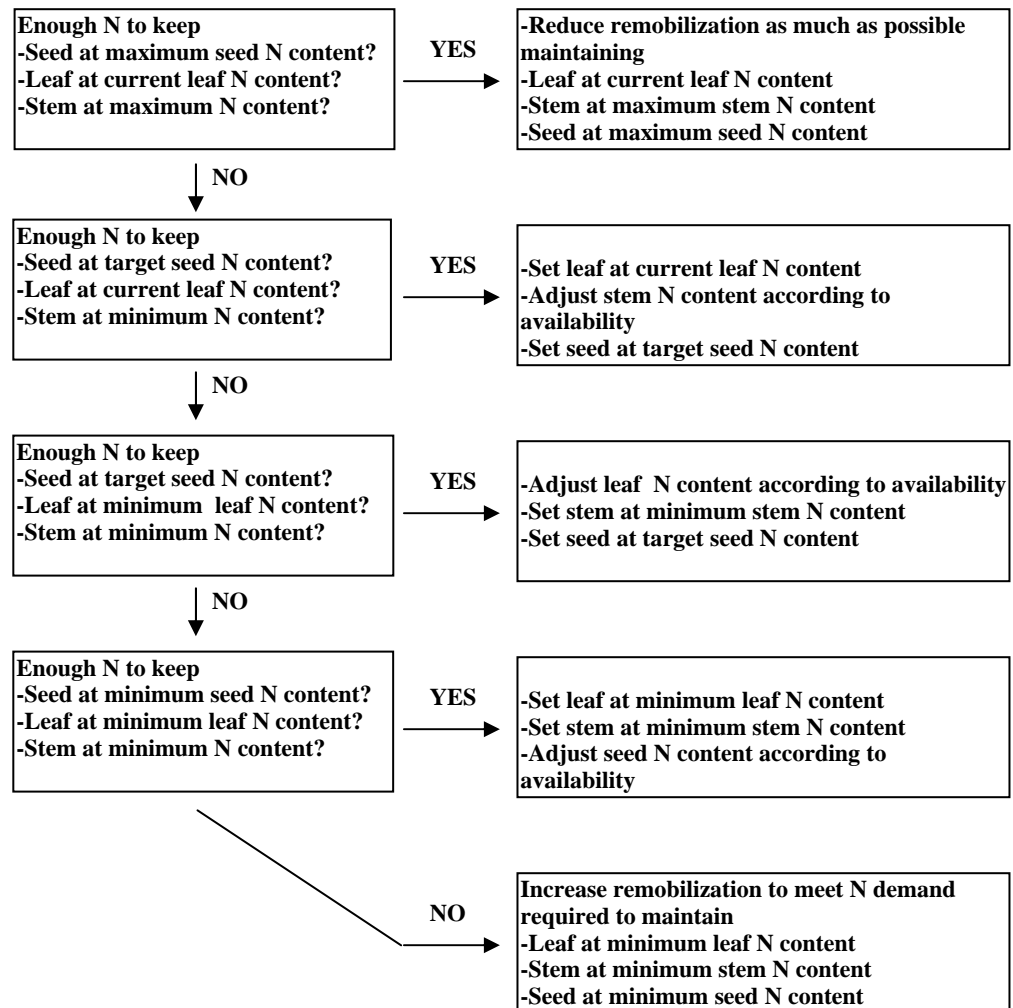 Enough N to keep
-Seed at maximum seed N content?
-Leaf at current leaf N content?
-Stem at maximum N content?
YES
-Reduce remobilization as much as possible
maintaining
-Leaf at current leaf N content
-Stem at maximum stem N content
-Seed at maximum seed N content
NO
Enough N to keep
-Seed at target seed N content?
-Leaf at current leaf N content?
-Stem at minimum N content?
YES
-Set leaf at current leaf N content
-Adjust stem N content according to
availability
-Set seed at target seed N content
NO
Enough N to keep
-Seed at target seed N content?
-Leaf at minimum leaf N content?
-Stem at minimum N content?
YES
-Adjust leaf N content according to availability
-Set stem at minimum stem N content
-Set seed at target seed N content
NO
Enough N to keep
-Seed at minimum seed N content?
-Leaf at minimum leaf N content?
-Stem at minimum N content?
YES
-Set leaf at minimum leaf N content
-Set stem at minimum stem N content
-Adjust seed N content according to
availability
NO
Increase remobilization to meet N demand
required to maintain
-Leaf at minimum leaf N content
-Stem at minimum stem N content
-Seed at minimum seed N content